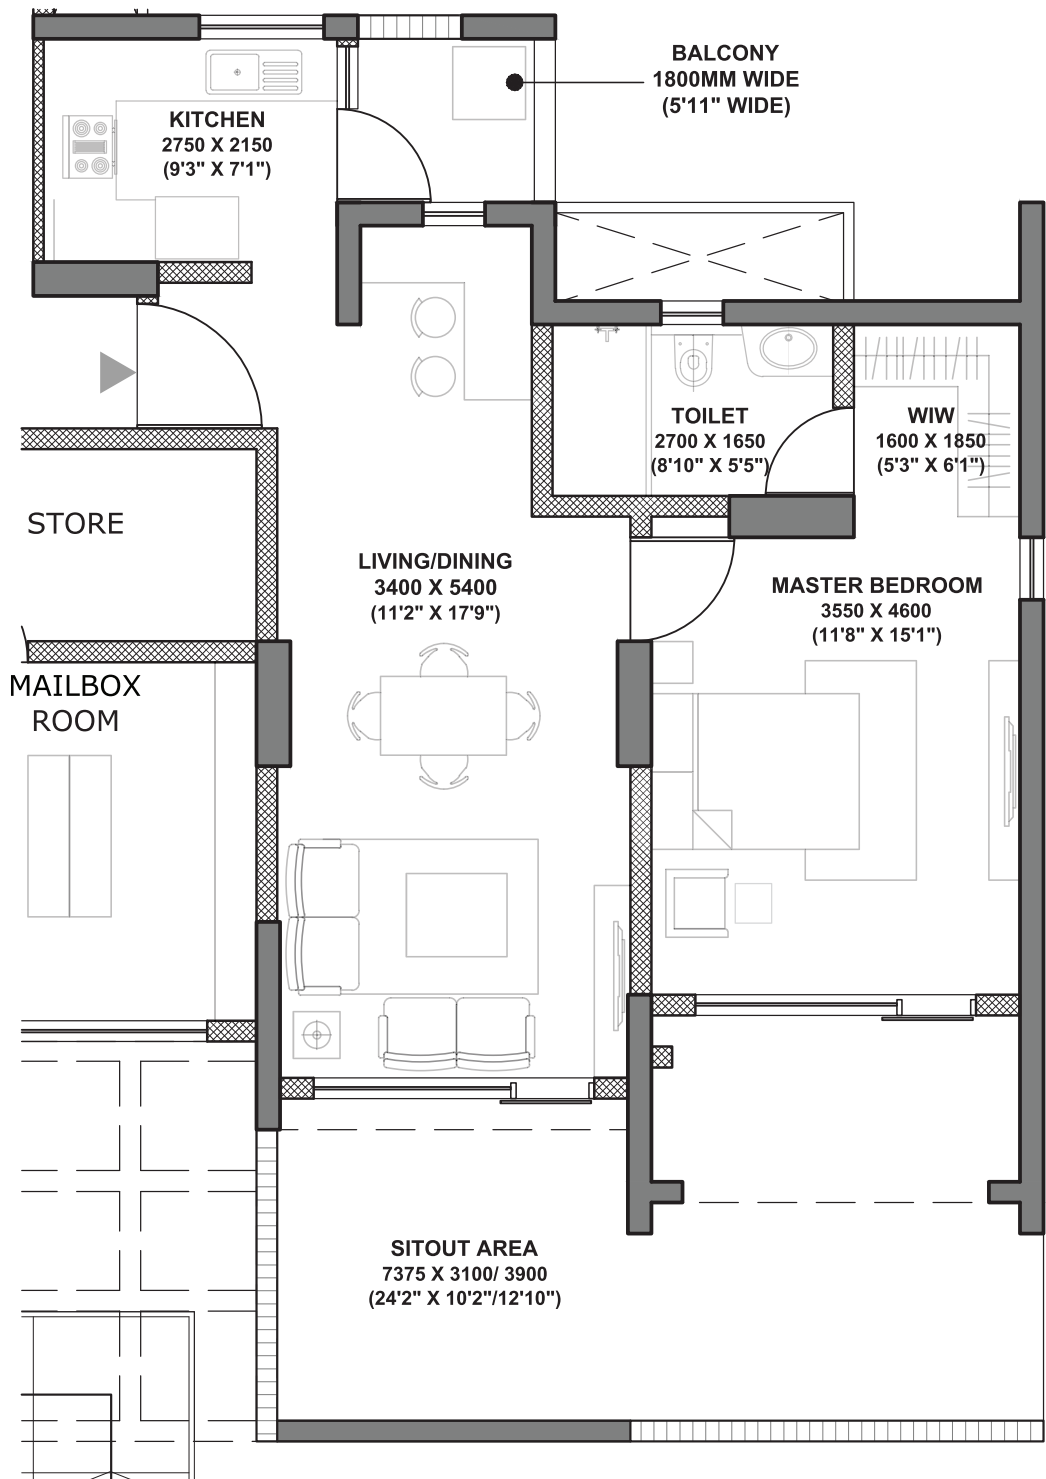 BALCONY
1800MM WIDE
(5'11" WIDE)
KITCHEN
2750 X 2150
(9'3" X 7'1")
TOILET
2700 X 1650
(8'10" X 5'5")
WIW
1600 X 1850
(5'3" X 6'1")
STORE
LIVING/DINING
3400 X 5400
(11'2" X 17'9")
MASTER BEDROOM
3550 X 4600
(11'8" X 15'1")
MAILBOX
ROOM
SITOUT AREA
7375 X 3100/ 3900
(24'2" X 10'2"/12'10")